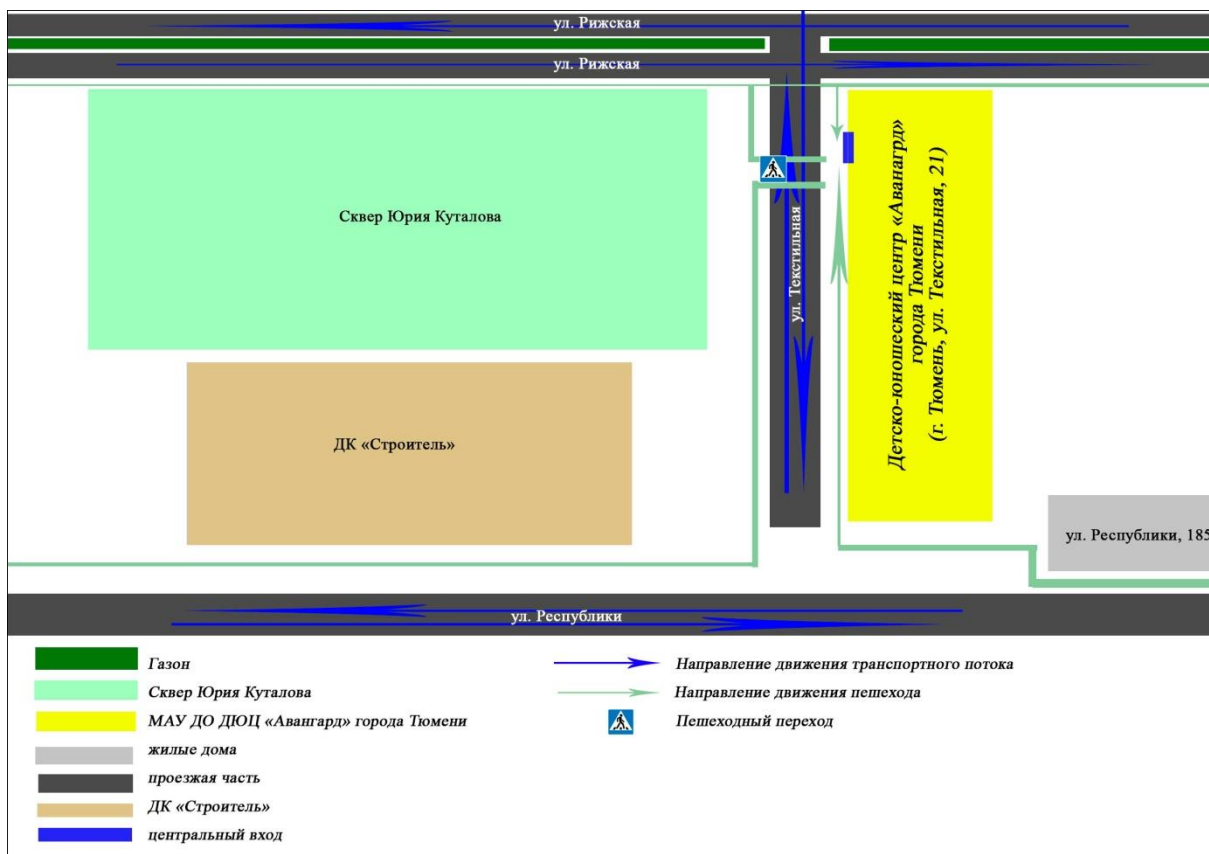 ул. Рижская
ул. Рижская
Сквер Юрия Куталова
ул. Текстильная
Детско-юношеский центр «Аванагрд»
города Тюмени
(г. Тюмень, ул. Текстильная, 21)
ДК «Строитель»
ул. Республики, 185
ул. Республики
Газон
Сквер Юрия Куталова
МАУ ДО ДЮЦ «Авангард» города Тюмени
жилые дома
проезжая часть
ДК «Строитель»
центральный вход
Направление движения транспортного потока
Направление движения пешехода
Пешеходный переход